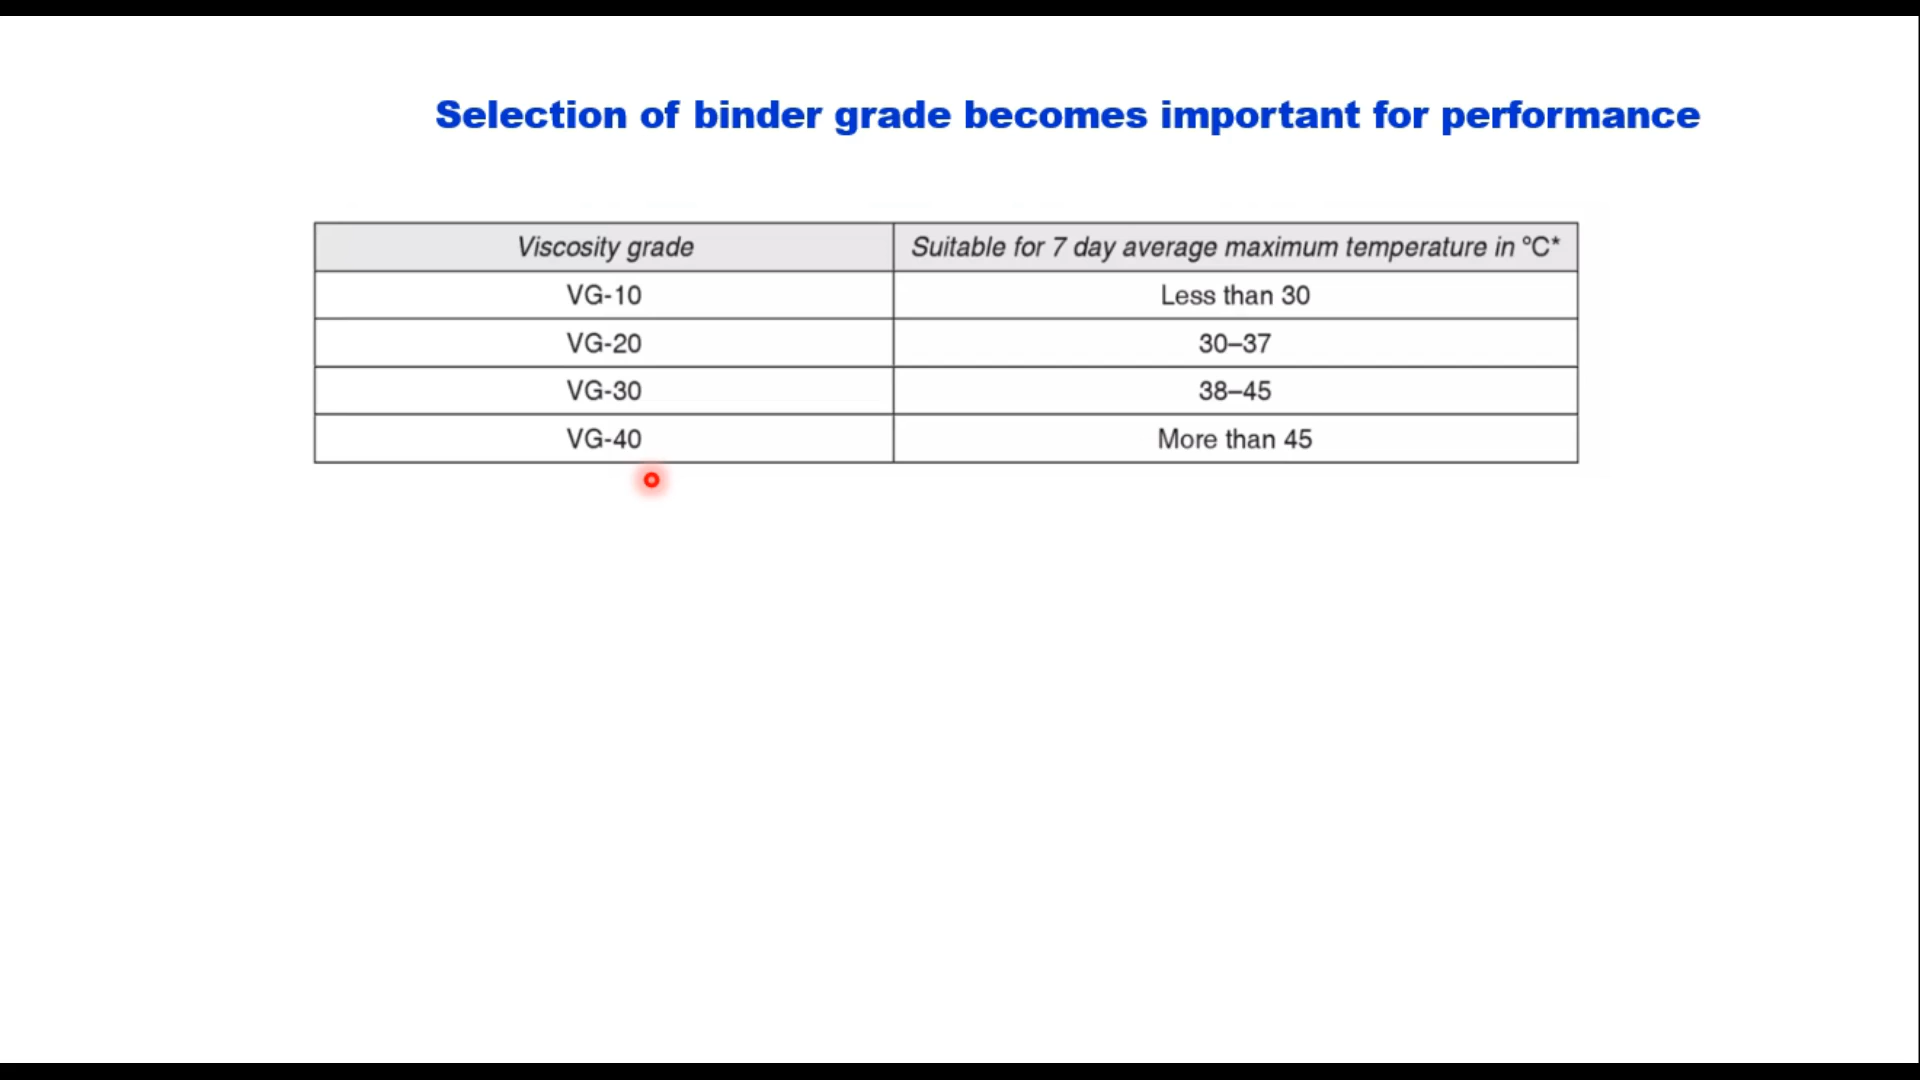 Selection of binder grade becomes important for performance
Viscosity grade Suitable for 7 day average maximum temperature in °C*
VG-10 Less than 30
VG-20 30–37
VG-30 38–45
VG-40 More than 45